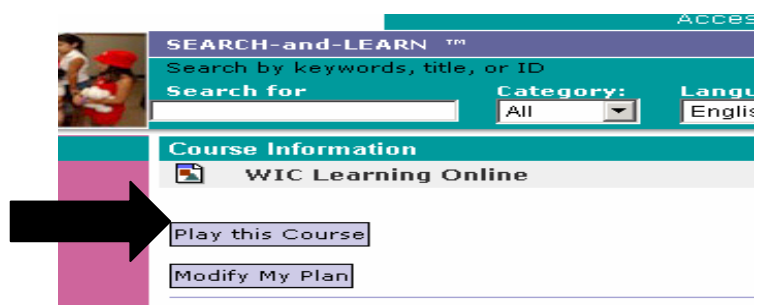 Acces
SEARCH-and-LEARN ™
Search by keywords, title, or ID
Search for Category: Langu
All Englis
Course Information
WIC Learning Online
Play this Course
Modify My Plan